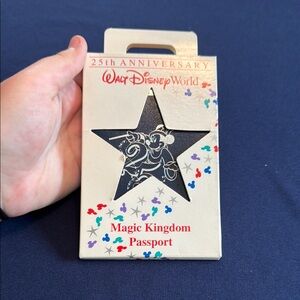 25th ANNIVERSARY
Walt Disney World
Magic Kingdom
Passport